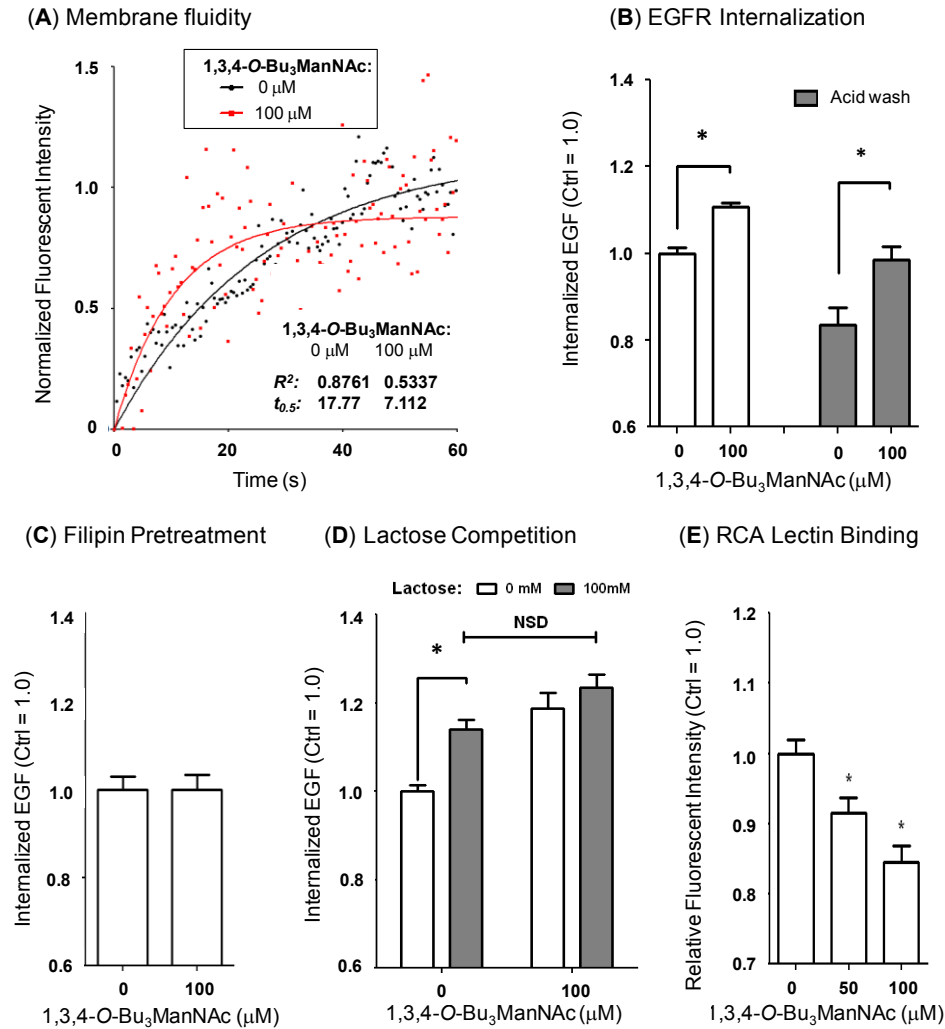 (A) Membrane fluidity
1,3,4-O-Bu₃ManNAc:
0 μM
100 μM
Normalized Fluorescent Intensity
1.5
1.0
0.5
0
1,3,4-O-Bu₃ManNAc:
0 μM 100 μM
R²: 0.8761 0.5337
t₀.₅: 17.77 7.112
0 20 40 60
Time (s)
(B) EGFR Internalization
Internalized EGF (Ctrl = 1.0)
1.4
1.2
1.0
0.8
0.6
Acid wash
*
*
0 100 0 100
1,3,4-O-Bu₃ManNAc (μM)
(C) Filipin Pretreatment
Internalized EGF (Ctrl = 1.0)
1.4
1.2
1.0
0.8
0.6
0 100
1,3,4-O-Bu₃ManNAc (μM)
(D) Lactose Competition
Lactose: 0 mM 100mM
Internalized EGF (Ctrl = 1.0)
1.4
1.2
1.0
0.8
0.6
NSD
*
0 100
1,3,4-O-Bu₃ManNAc (μM)
(E) RCA Lectin Binding
Relative Fluorescent Intensity (Ctrl = 1.0)
1.2
1.1
1.0
0.9
0.8
0.7
*
*
0 50 100
1,3,4-O-Bu₃ManNAc (μM)